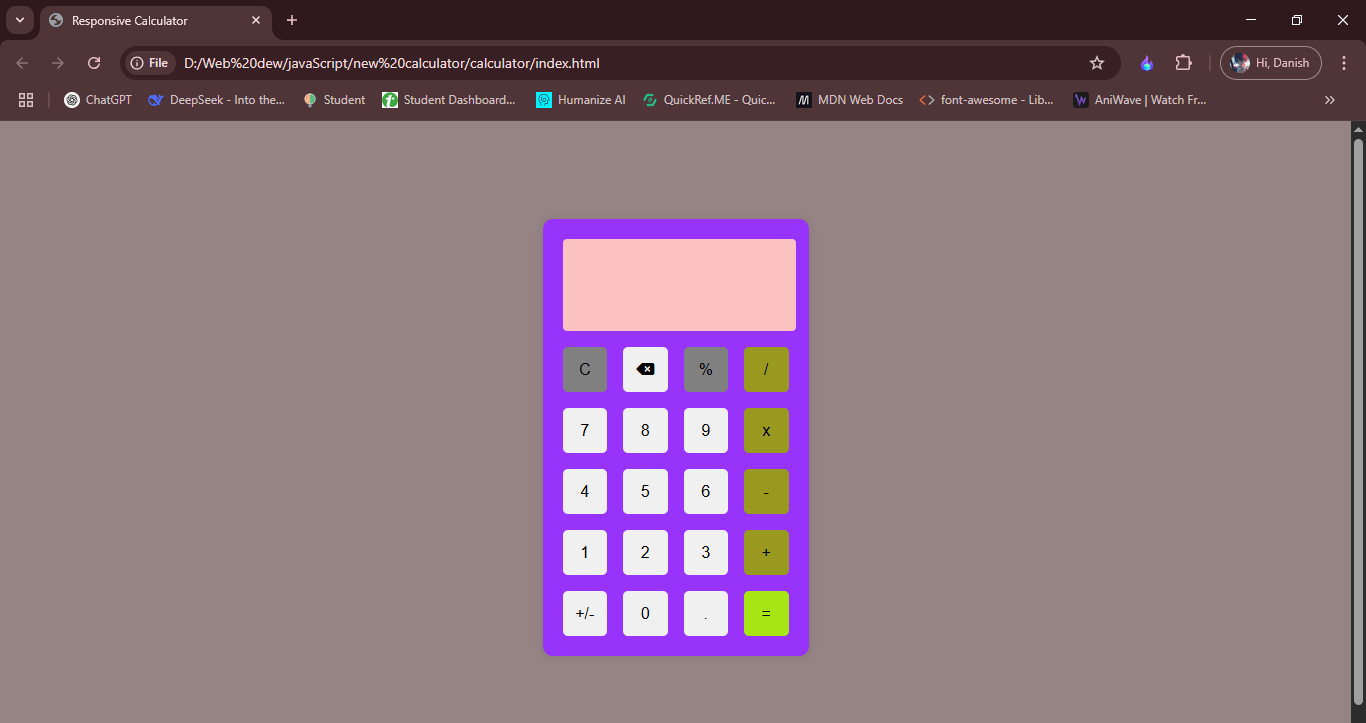 Responsive Calculator
File D:/Web%20dew/javaScript/new%20calculator/calculator/index.html Hi, Danish
ChatGPT DeepSeek - Into the... Student Student Dashboard... Humanize AI QuickRef.ME - Quic... MDN Web Docs font-awesome - Lib... AniWave | Watch Fr...
C % /
7 8 9 x
4 5 6 -
1 2 3 +
+/- 0 . =